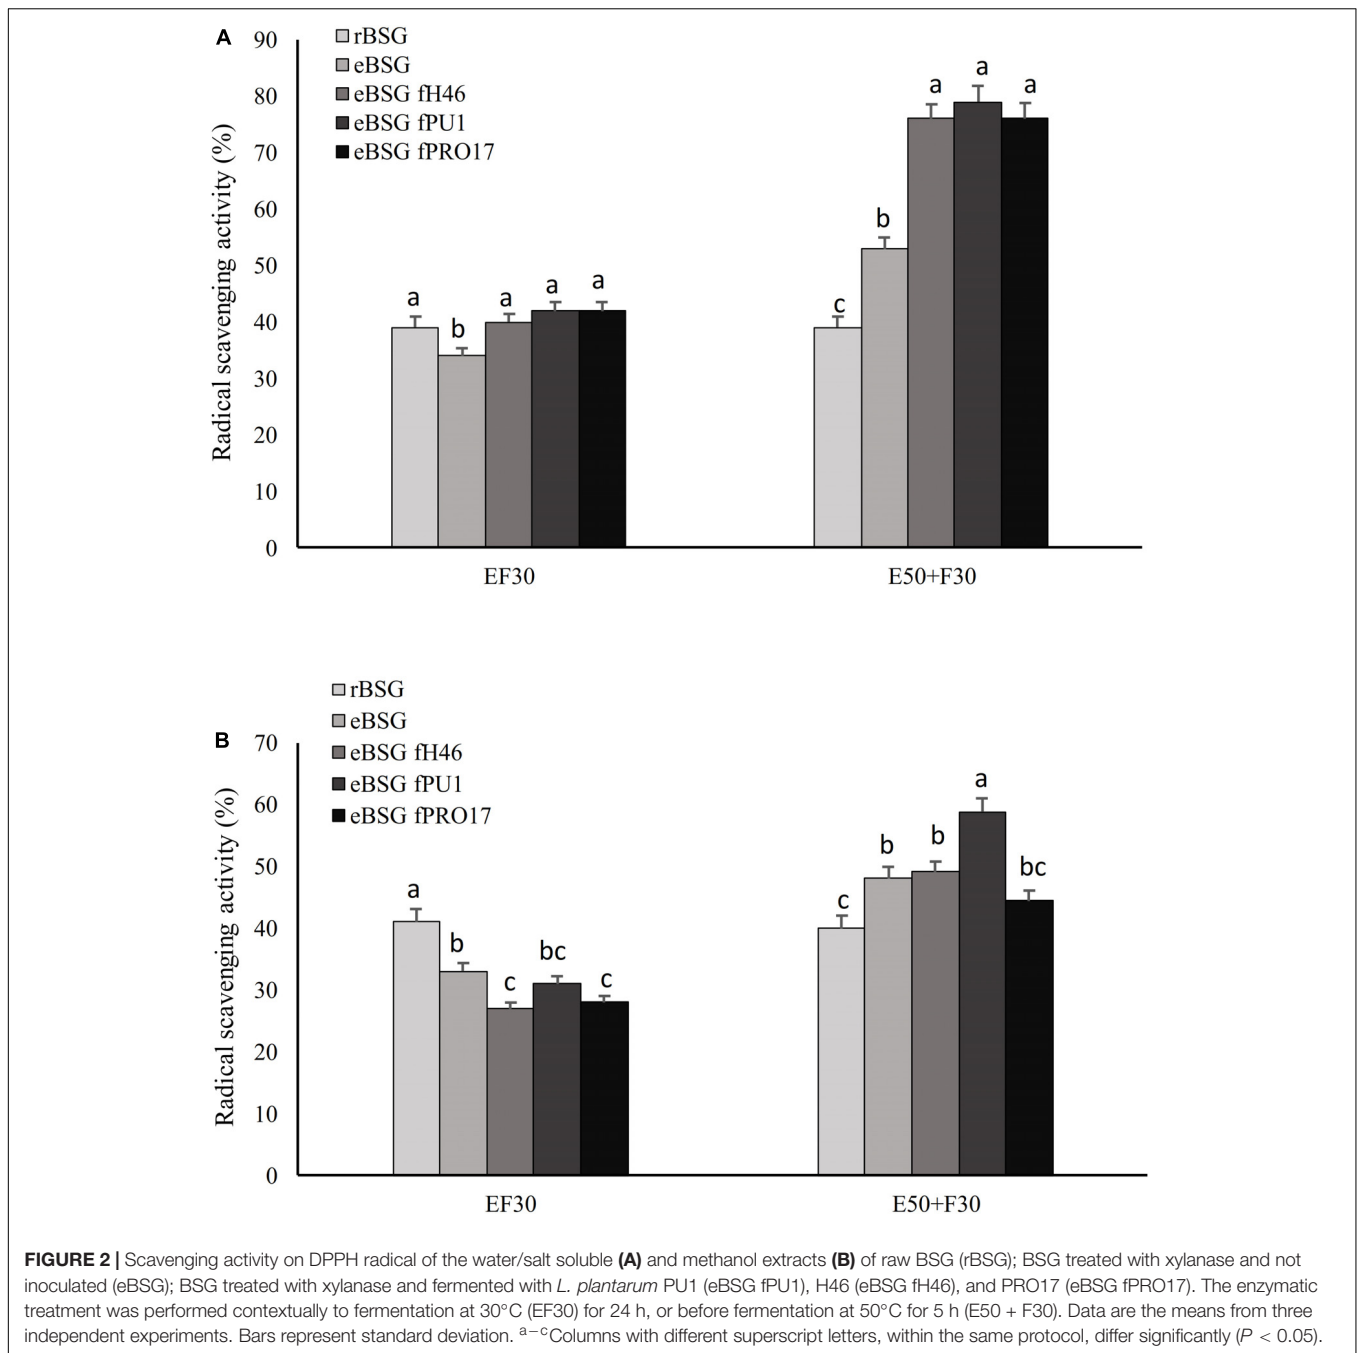 A
90
80
70
60
50
40
30
20
10
0
Radical scavenging activity (%)
rBSG
eBSG
eBSG fH46
eBSG fPU1
eBSG fPRO17
a
b
a
a
a
c
b
a
a
a
EF30
E50+F30
B
70
60
50
40
30
20
10
0
Radical scavenging activity (%)
rBSG
eBSG
eBSG fH46
eBSG fPU1
eBSG fPRO17
a
b
c
bc
c
c
b
b
a
bc
EF30
E50+F30
FIGURE 2 | Scavenging activity on DPPH radical of the water/salt soluble (A) and methanol extracts (B) of raw BSG (rBSG); BSG treated with xylanase and not
inoculated (eBSG); BSG treated with xylanase and fermented with L. plantarum PU1 (eBSG fPU1), H46 (eBSG fH46), and PRO17 (eBSG fPRO17). The enzymatic
treatment was performed contextually to fermentation at 30°C (EF30) for 24 h, or before fermentation at 50°C for 5 h (E50 + F30). Data are the means from three
independent experiments. Bars represent standard deviation. a−cColumns with different superscript letters, within the same protocol, differ significantly (P < 0.05).